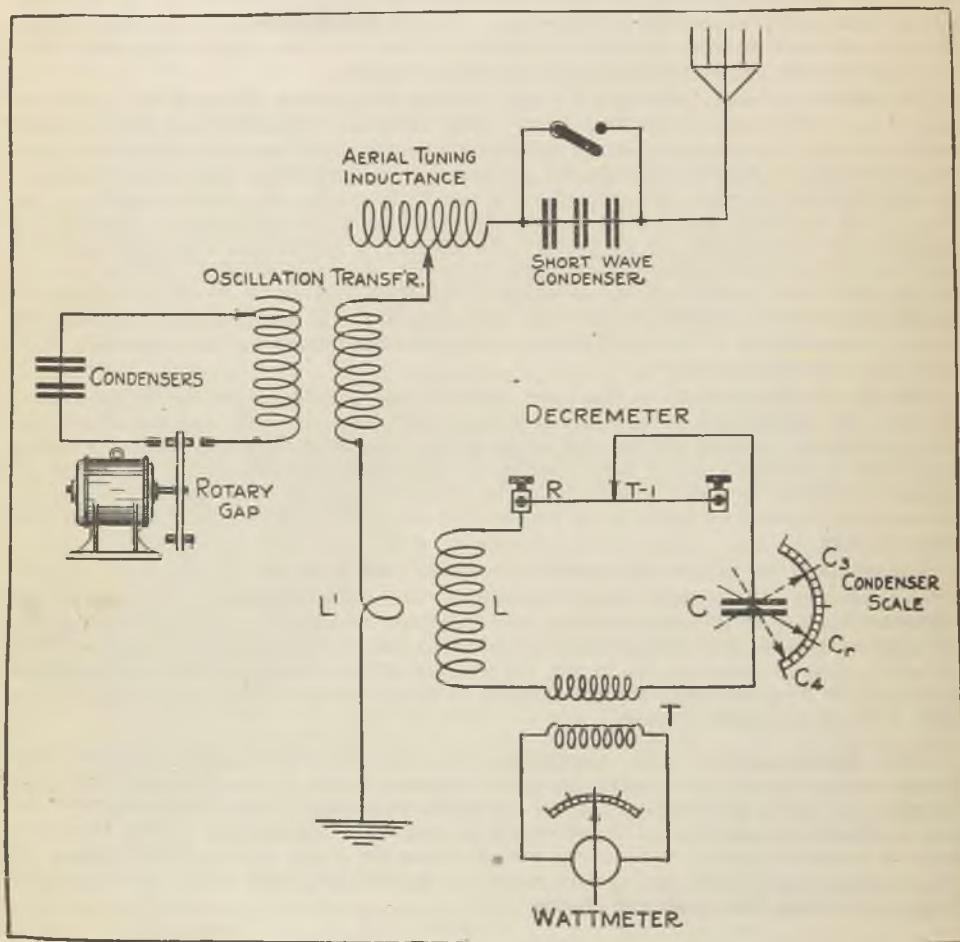 AERIAL TUNING
INDUCTANCE
SHORT WAVE
CONDENSER
OSCILLATION TRANSF'R.
CONDENSERS
ROTARY
GAP
DECREMETER
R
T-1
L'
L
C
C3
CONDENSER
SCALE
Cr
C4
T
WATTMETER